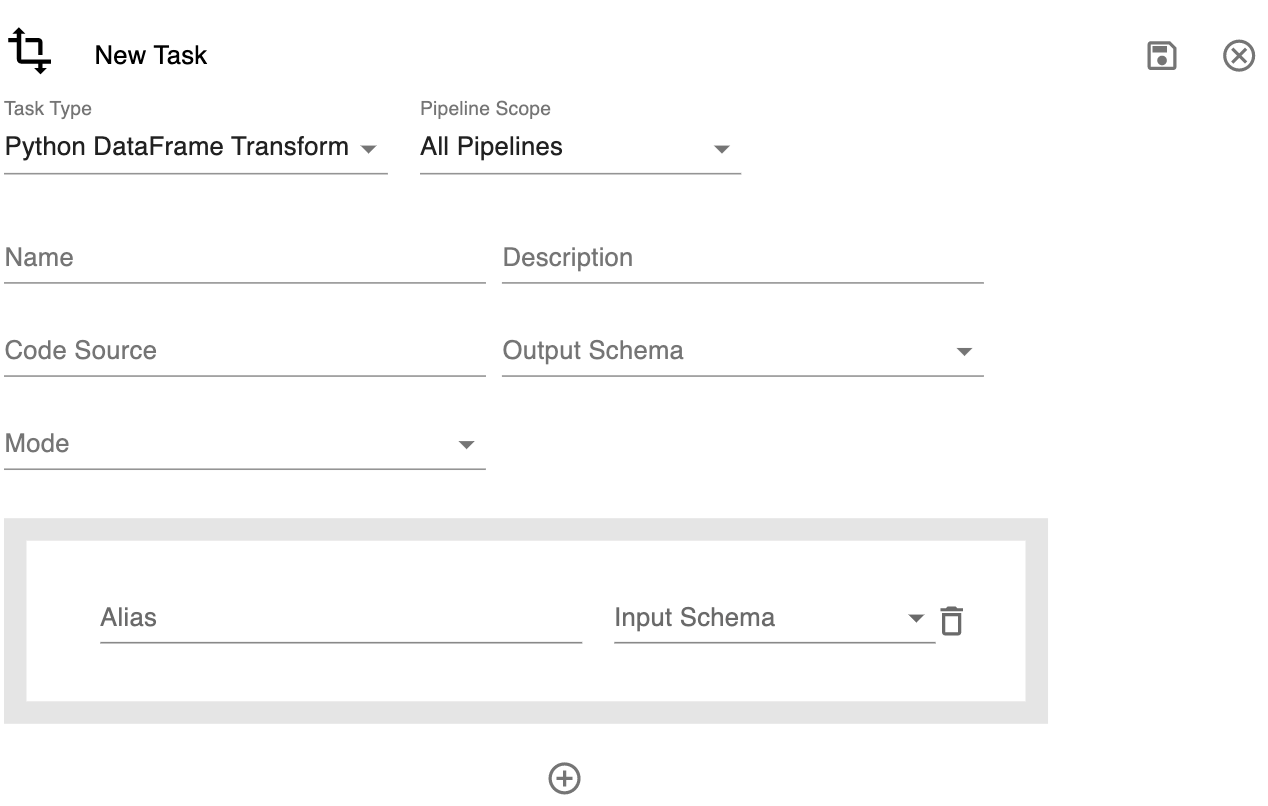 New Task
Task Type
Pipeline Scope
Python DataFrame Transform
All Pipelines
Name
Description
Code Source
Output Schema
Mode
Alias
Input Schema